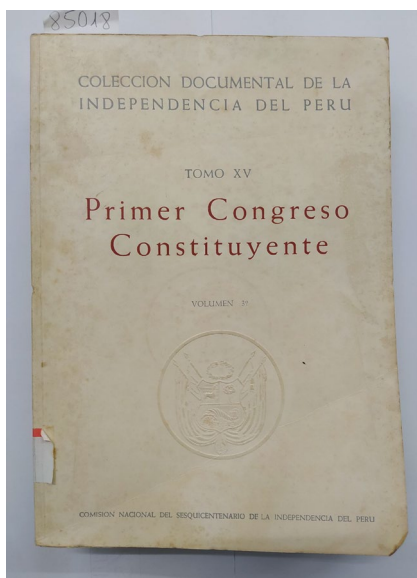 85018
COLECCION DOCUMENTAL DE LA
INDEPENDENCIA DEL PERU
TOMO XV
Primer Congreso
Constituyente
VOLUMEN
COMISION NACIONAL DEL SESQUICENTENARIO DE LA INDEPENDENCIA DEL PERU